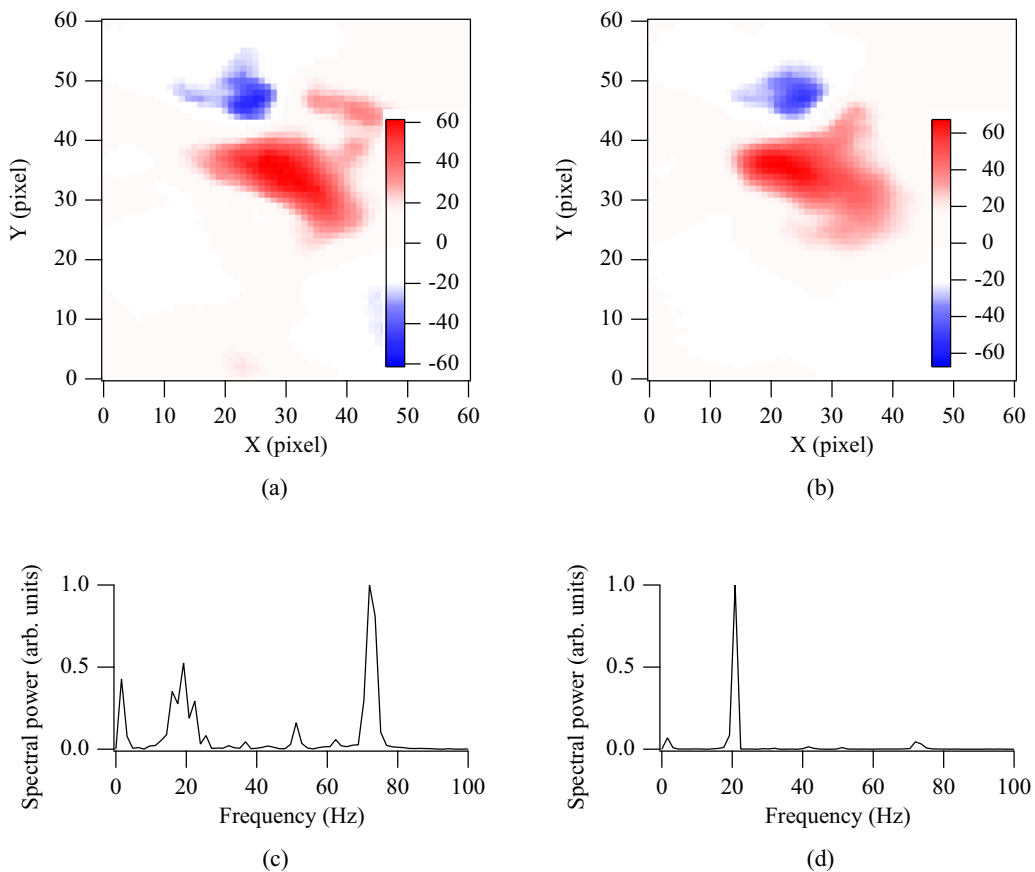 60
50
40
30
20
10
0
Y (pixel)
0 10 20 30 40 50 60
X (pixel)
60
40
20
0
-20
-40
-60
(a)
60
50
40
30
20
10
0
Y (pixel)
0 10 20 30 40 50 60
X (pixel)
60
40
20
0
-20
-40
-60
(b)
1.0
0.5
0.0
Spectral power (arb. units)
0 20 40 60 80 100
Frequency (Hz)
(c)
1.0
0.5
0.0
Spectral power (arb. units)
0 20 40 60 80 100
Frequency (Hz)
(d)